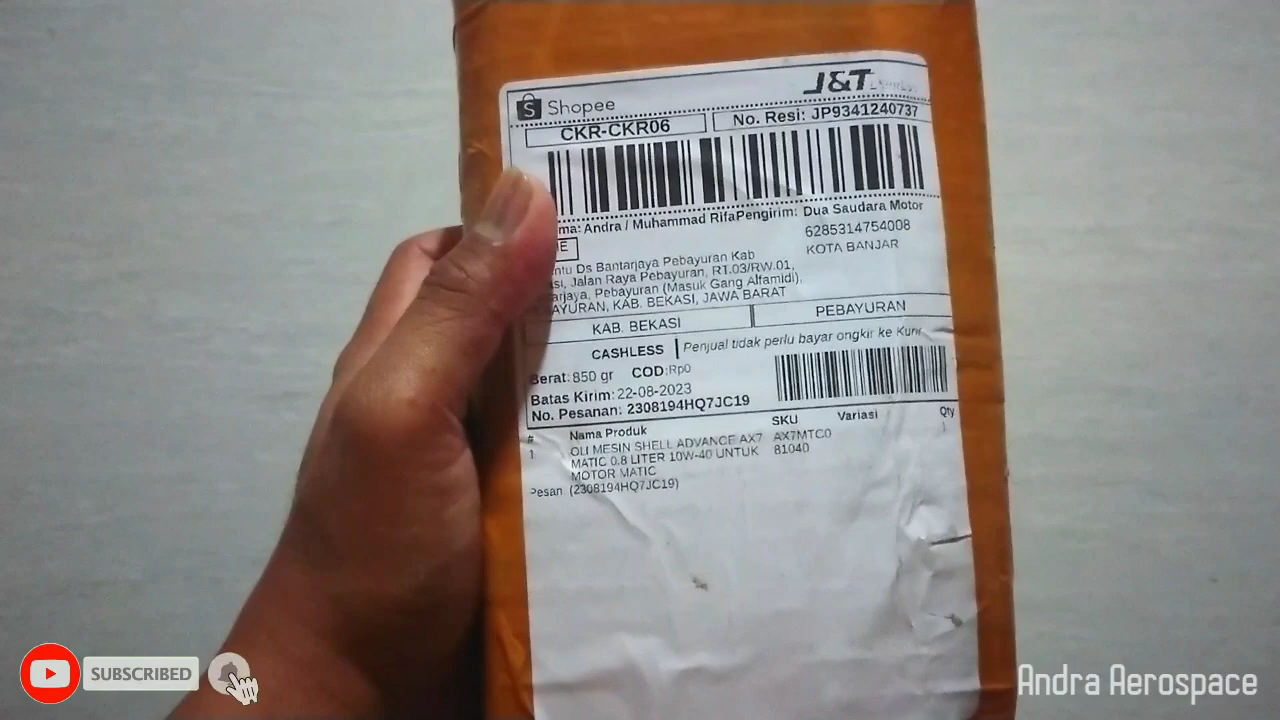 Shopee
J&T EXPRESS
CKR-CKR06
No. Resi: JP9341240737
ma: Andra / Muhammad Rifa
Pengirim: Dua Saudara Motor
6285314754008
KOTA BANJAR
ntu Ds Bantarjaya Pebayuran Kab
asi, Jalan Raya Pebayuran, RT.03/RW.01,
arjaya, Pebayuran (Masuk Gang Alfamidi),
AYURAN, KAB. BEKASI, JAWA BARAT
KAB. BEKASI
PEBAYURAN
CASHLESS
Penjual tidak perlu bayar ongkir ke Kurir
Berat: 850 gr COD: Rp0
Batas Kirim: 22-08-2023
No. Pesanan: 2308194HQ7JC19
# Nama Produk SKU Variasi Qty
1 OLI MESIN SHELL ADVANCE AX7 AX7MTC0 1
MATIC 0.8 LITER 10W-40 UNTUK 81040
MOTOR MATIC
Pesan (2308194HQ7JC19)
SUBSCRIBED
Andra Aerospace